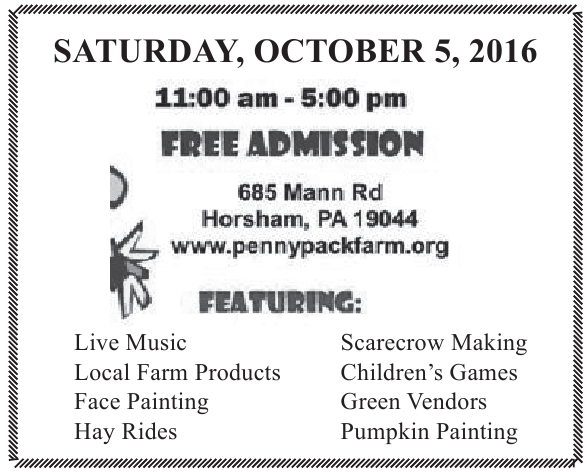 SATURDAY, OCTOBER 5, 2016
11:00 am - 5:00 pm
FREE ADMISSION
685 Mann Rd
Horsham, PA 19044
www.pennypackfarm.org
FEATURING:
Live Music
Local Farm Products
Face Painting
Hay Rides
Scarecrow Making
Children’s Games
Green Vendors
Pumpkin Painting